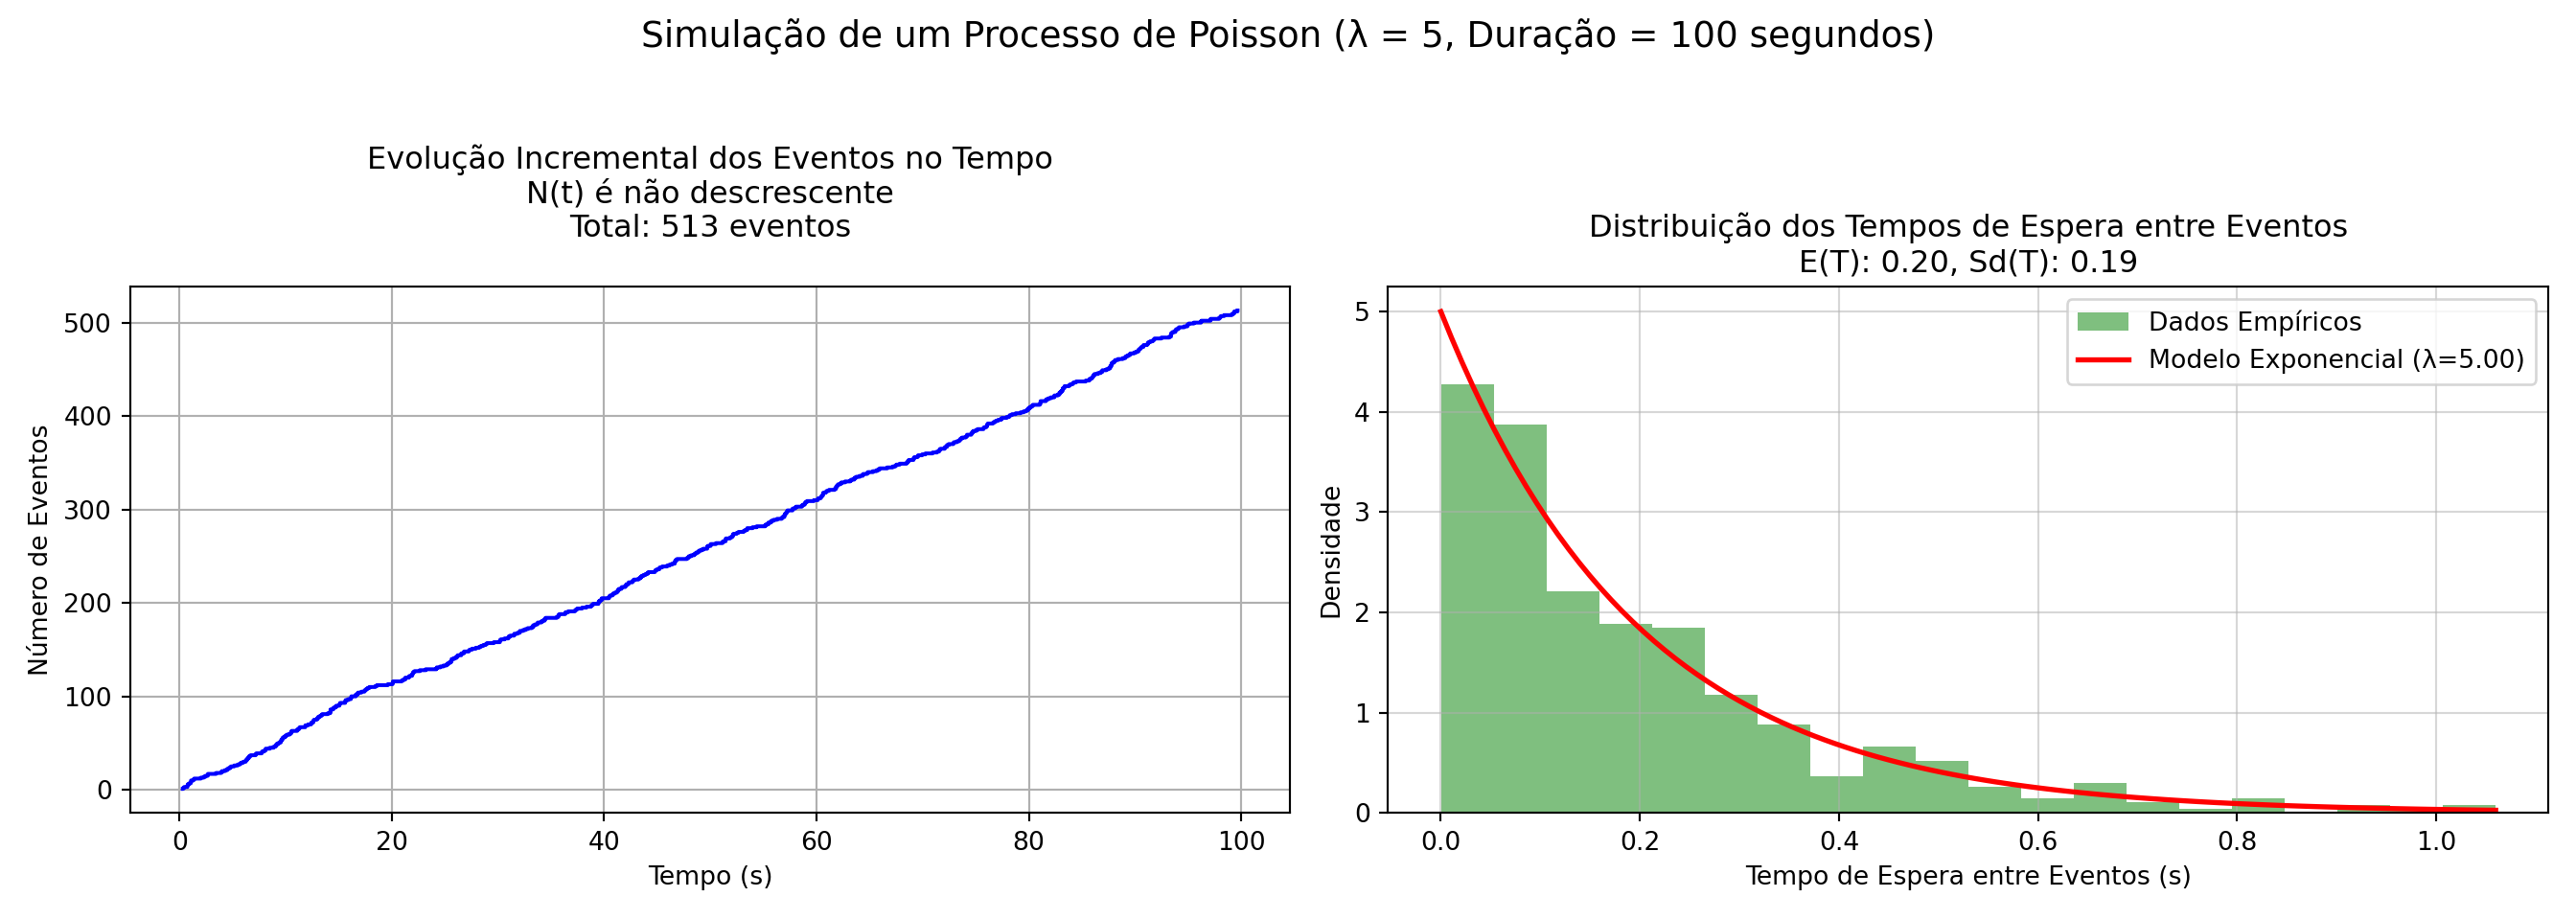 Simulação de um Processo de Poisson (λ = 5, Duração = 100 segundos)
Evolução Incremental dos Eventos no Tempo
N(t) é não descrescente
Total: 513 eventos
Número de Eventos
500
400
300
200
100
0
0 20 40 60 80 100
Tempo (s)
Distribuição dos Tempos de Espera entre Eventos
E(T): 0.20, Sd(T): 0.19
Dados Empíricos
Modelo Exponencial (λ=5.00)
Densidade
5
4
3
2
1
0
0.0 0.2 0.4 0.6 0.8 1.0
Tempo de Espera entre Eventos (s)